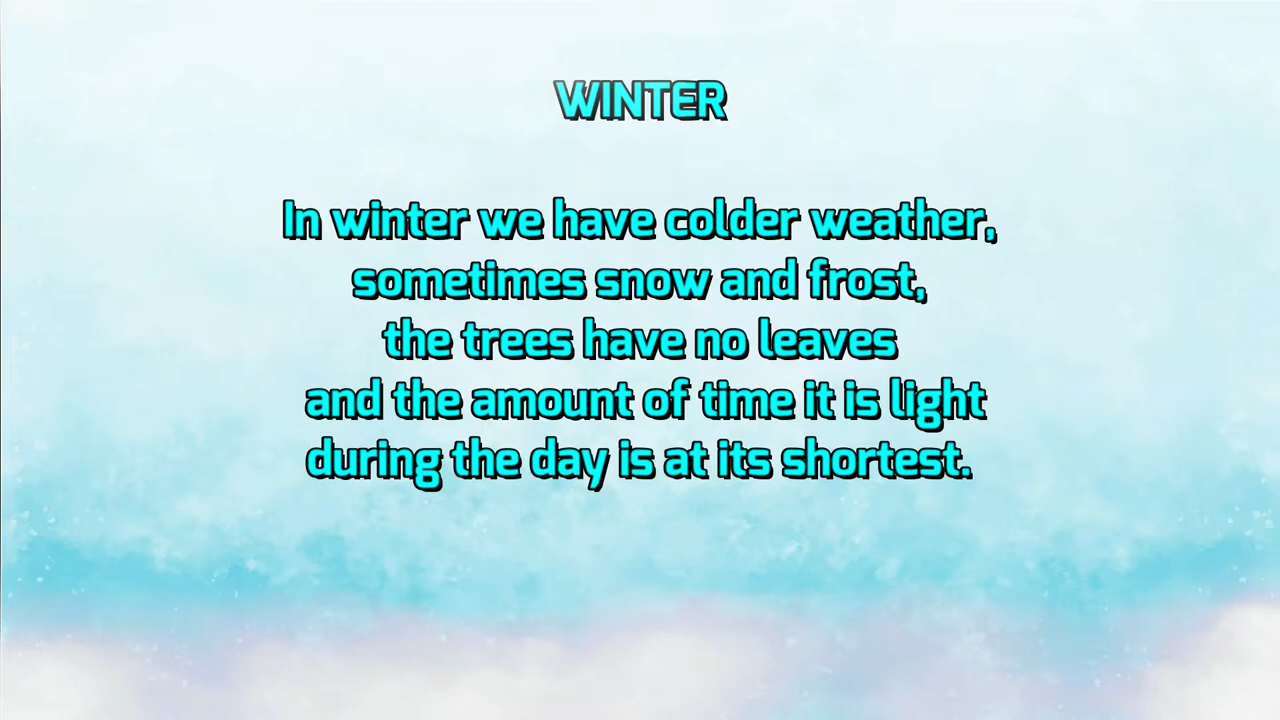 WINTER
In winter we have colder weather,
sometimes snow and frost,
the trees have no leaves
and the amount of time it is light
during the day is at its shortest.